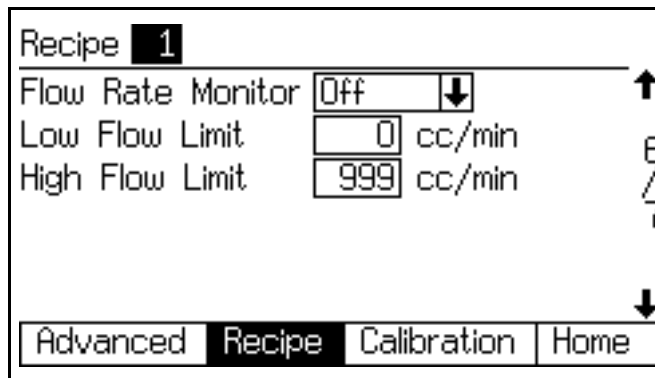 Recipe 1
Flow Rate Monitor Off
Low Flow Limit 0 cc/min
High Flow Limit 999 cc/min
Advanced Recipe Calibration Home